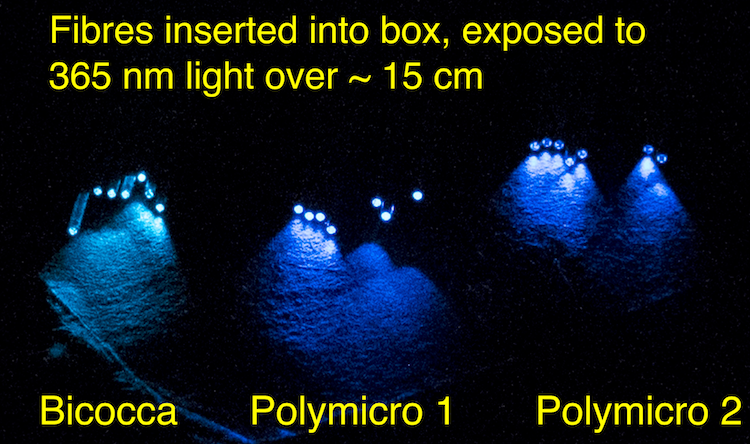 Fibres inserted into box, exposed to
365 nm light over ~ 15 cm
Bicocca
Polymicro 1
Polymicro 2